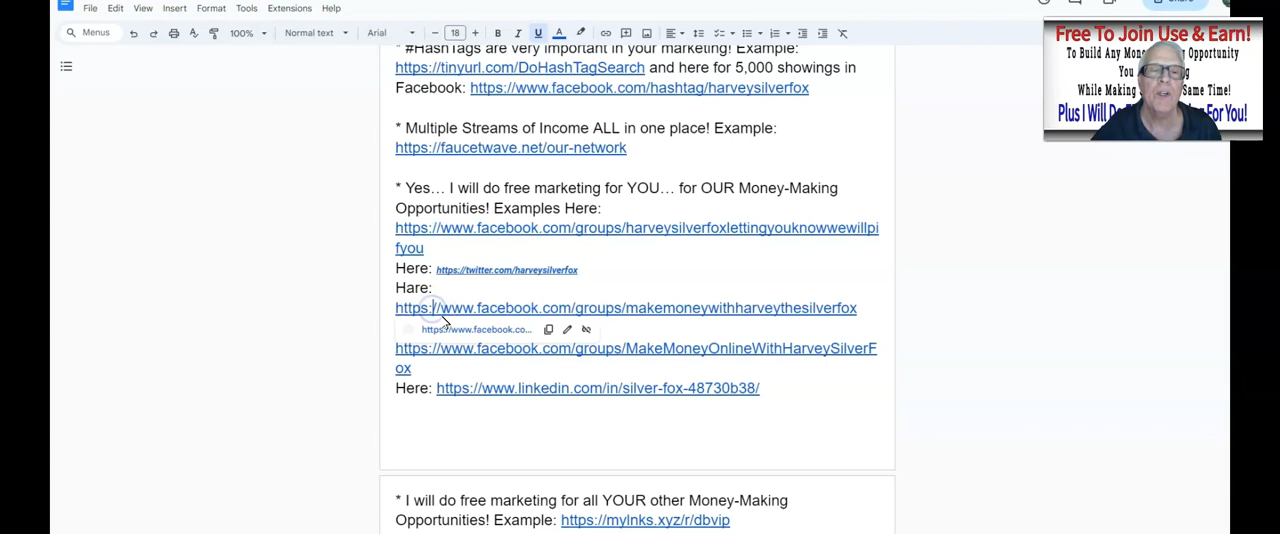 File Edit View Insert Format Tools Extensions Help
Share
Menus 100% Normal text Arial 18 B I U A
* #HashTags are very important in your marketing! Example:
https://tinyurl.com/DoHashTagSearch and here for 5,000 showings in
Facebook: https://www.facebook.com/hashtag/harveysilverfox
* Multiple Streams of Income ALL in one place! Example:
https://faucetwave.net/our-network
* Yes… I will do free marketing for YOU… for OUR Money-Making
Opportunities! Examples Here:
https://www.facebook.com/groups/harveysilverfoxlettingyouknowwewillpi
fyou
Here: https://twitter.com/harveysilverfox
Hare:
https://www.facebook.com/groups/makemoneywithharveythesilverfox
https://www.facebook.co...
https://www.facebook.com/groups/MakeMoneyOnlineWithHarveySilverF
ox
Here: https://www.linkedin.com/in/silver-fox-48730b38/
* I will do free marketing for all YOUR other Money-Making
Opportunities! Example: https://mylnks.xyz/r/dbvip
Free To Join Use & Earn!
To Build Any Mone Opportunity
You ing
While Making Same Time!
Plus I Will Do For You!